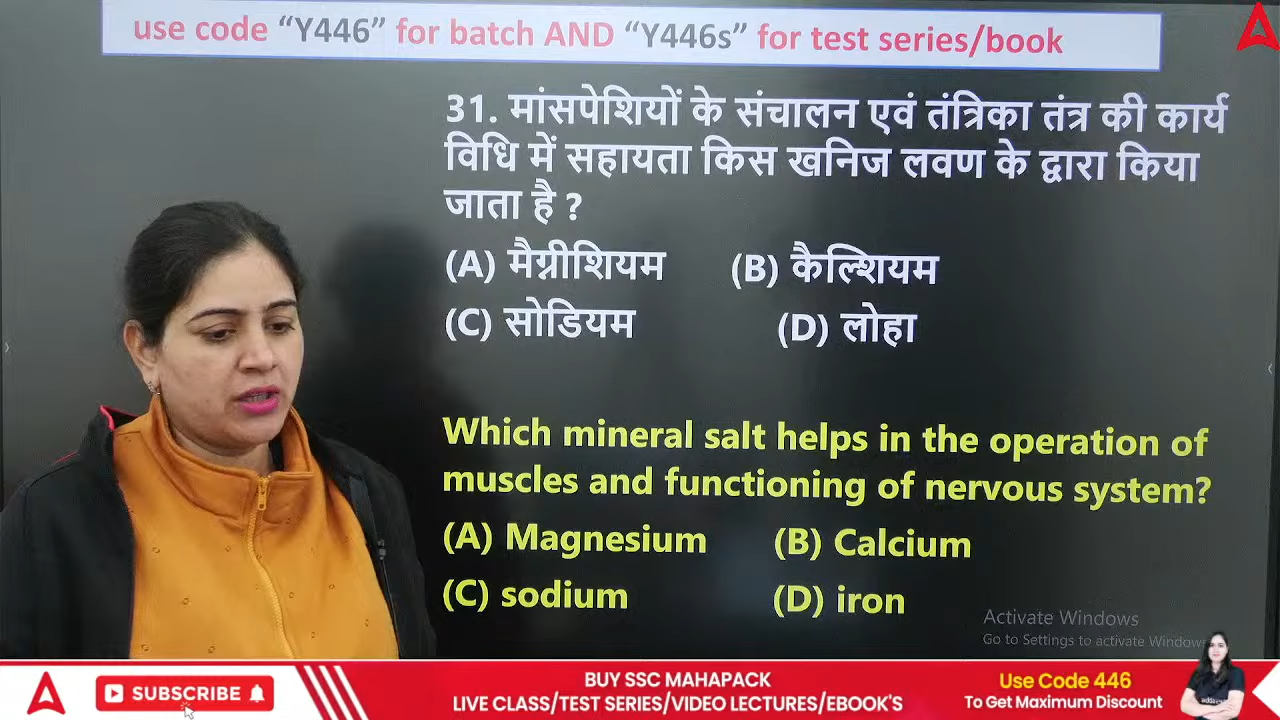 use code “Y446” for batch AND “Y446s” for test series/book
31. मांसपेशियों के संचालन एवं तंत्रिका तंत्र की कार्य
विधि में सहायता किस खनिज लवण के द्वारा किया
जाता है ?
(A) मैग्नीशियम (B) कैल्शियम
(C) सोडियम (D) लोहा
Which mineral salt helps in the operation of
muscles and functioning of nervous system?
(A) Magnesium (B) Calcium
(C) sodium (D) iron
Activate Windows
Go to Settings to activate Windows
SUBSCRIBE
BUY SSC MAHAPACK
LIVE CLASS/TEST SERIES/VIDEO LECTURES/EBOOK'S
Use Code 446
To Get Maximum Discount